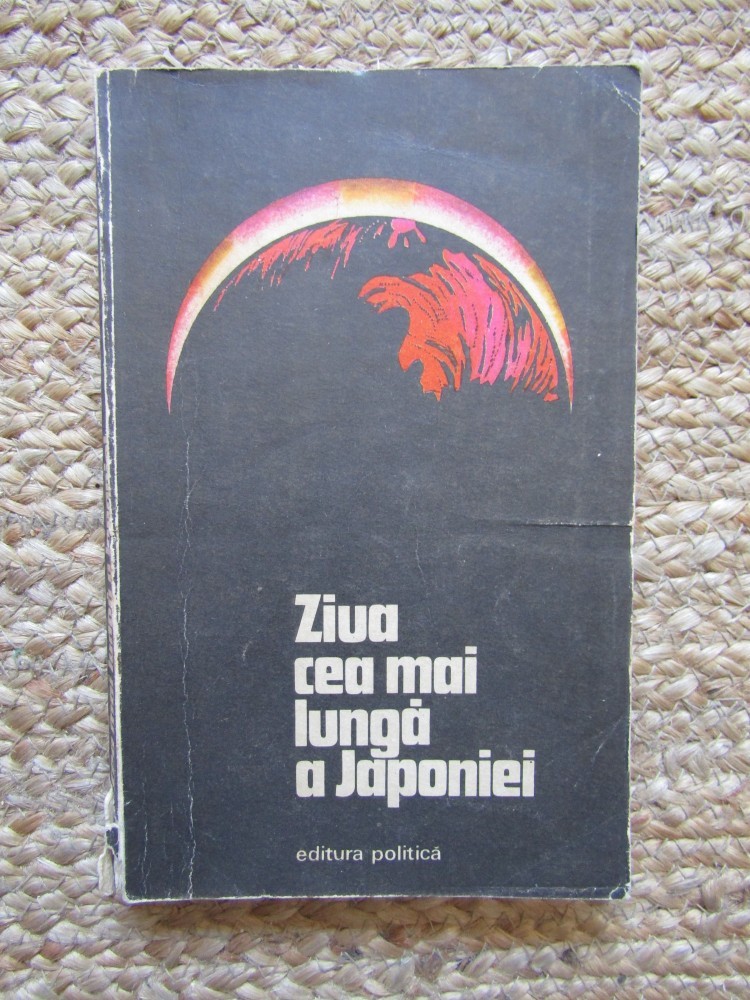 Ziua
cea mai
lungă
a Japoniei
editura politică